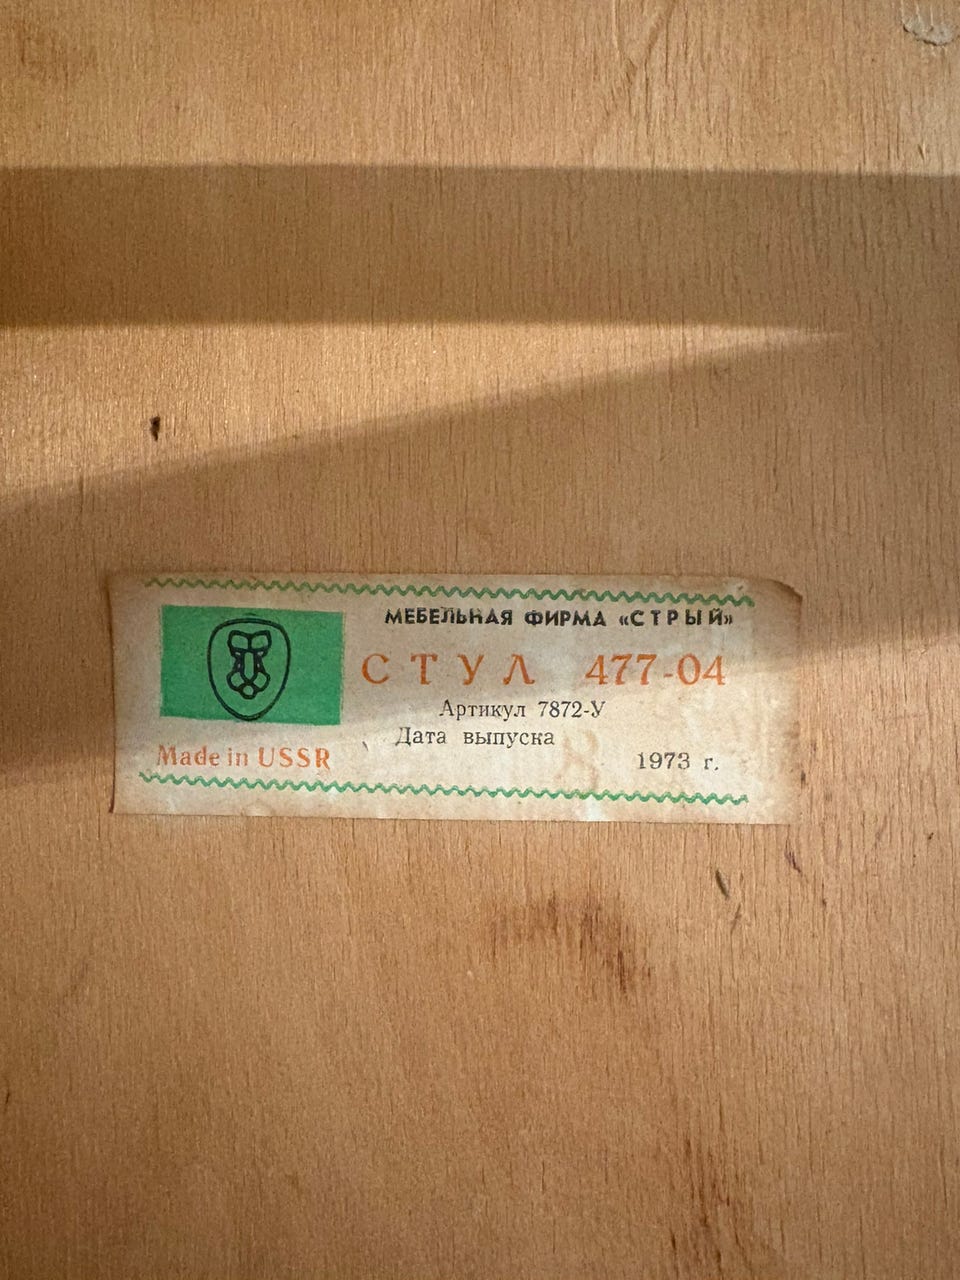 МЕБЕЛЬНАЯ ФИРМА «СТРЫЙ»
СТУЛ 477-04
Артикул 7872-У
Дата выпуска
1973 г.
Made in USSR